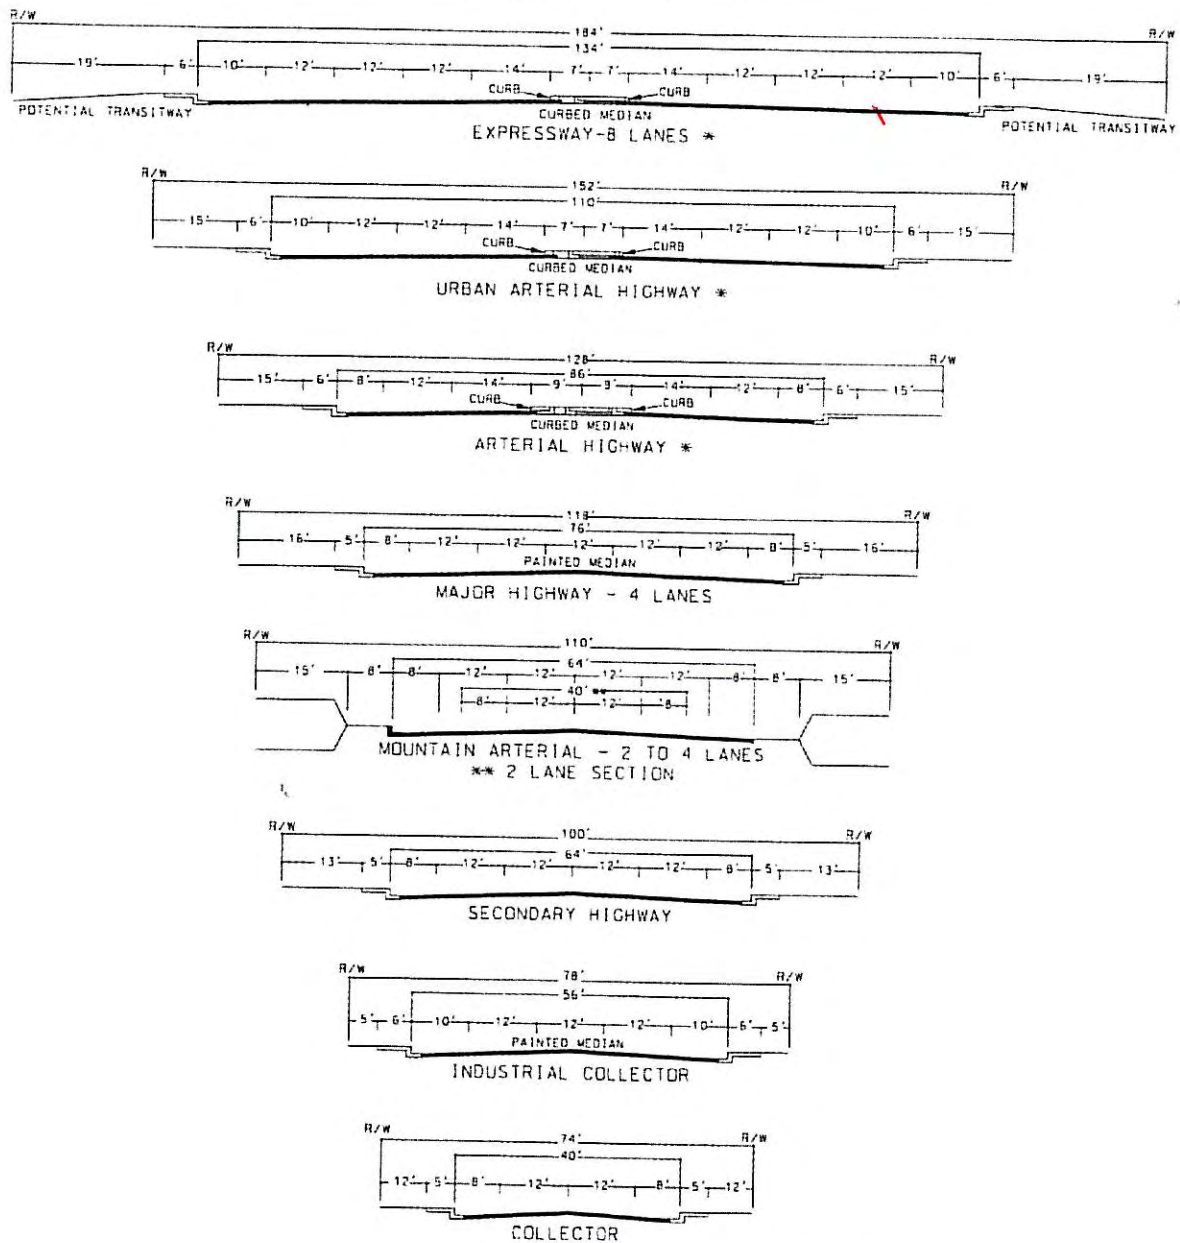 R/W R/W
184'
134'
19' 6' 10' 12' 12' 12' 14' 7' 7' 14' 12' 12' 12' 10' 6' 19'
CURB CURB
POTENTIAL TRANSITWAY CURBED MEDIAN POTENTIAL TRANSITWAY
EXPRESSWAY-8 LANES *
R/W R/W
152'
110'
15' 6' 10' 12' 12' 14' 7' 7' 14' 12' 12' 10' 6' 15'
CURB CURB
CURBED MEDIAN
URBAN ARTERIAL HIGHWAY *
R/W R/W
128'
86'
15' 6' 8' 12' 14' 9' 9' 14' 12' 8' 6' 15'
CURB CURB
CURBED MEDIAN
ARTERIAL HIGHWAY *
R/W R/W
118'
76'
16' 5' 8' 12' 12' 12' 12' 12' 8' 5' 16'
PAINTED MEDIAN
MAJOR HIGHWAY - 4 LANES
R/W R/W
110'
64'
15' 8' 8' 12' 12' 12' 12' 8' 8' 15'
40' **
8' 12' 12' 8'
MOUNTAIN ARTERIAL - 2 TO 4 LANES
** 2 LANE SECTION
R/W R/W
100'
64'
13' 5' 8' 12' 12' 12' 12' 8' 5' 13'
SECONDARY HIGHWAY
R/W R/W
78'
56'
5' 6' 10' 12' 12' 12' 10' 6' 5'
PAINTED MEDIAN
INDUSTRIAL COLLECTOR
R/W R/W
74'
40'
12' 5' 8' 12' 12' 8' 5' 12'
COLLECTOR